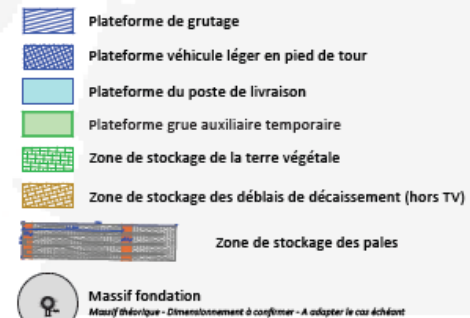 Plateforme de grutage
Plateforme véhicule léger en pied de tour
Plateforme du poste de livraison
Plateforme grue auxiliaire temporaire
Zone de stockage de la terre végétale
Zone de stockage des déblais de décaissement (hors TV)
Zone de stockage des pales
Massif fondation
Massif théorique - Dimensionnement à confirmer - A adapter le cas échéant